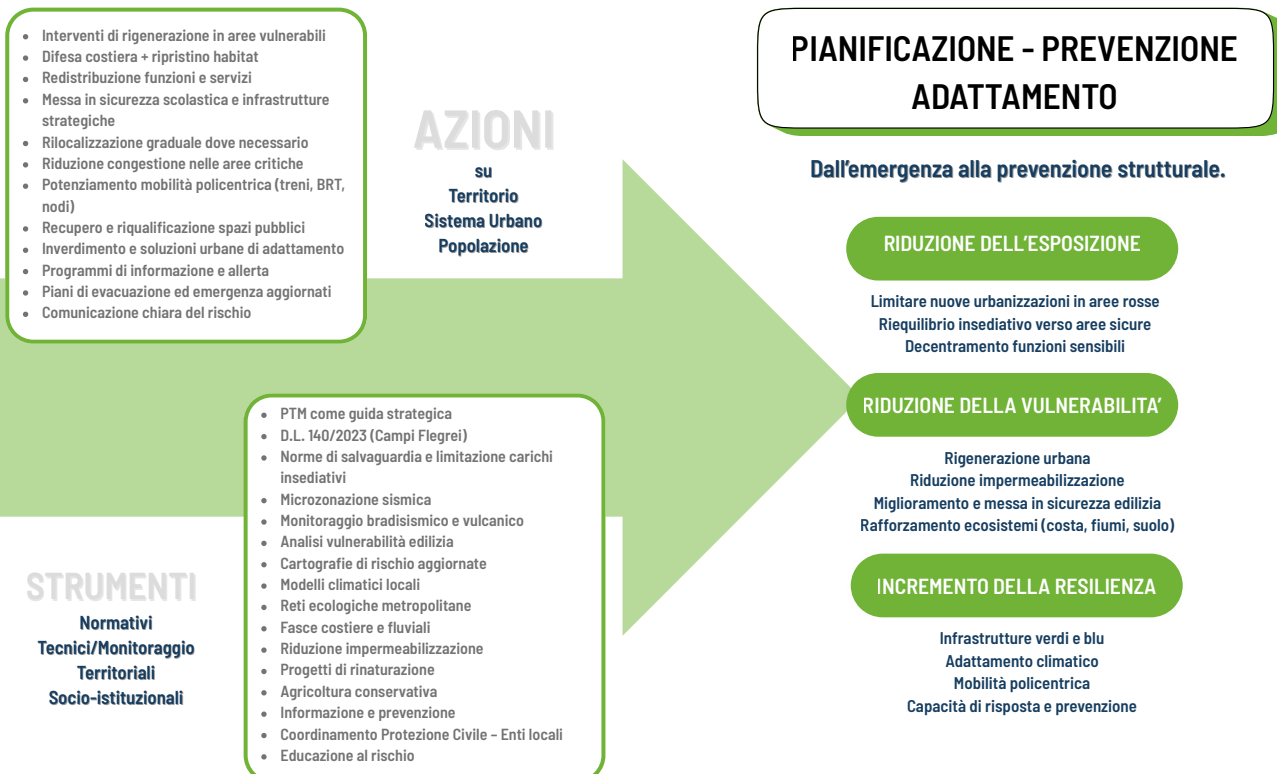 Interventi di rigenerazione in aree vulnerabili
Difesa costiera + ripristino habitat
Redistribuzione funzioni e servizi
Messa in sicurezza scolastica e infrastrutture
strategiche
Rilocalizzazione graduale dove necessario
Riduzione congestione nelle aree critiche
Potenziamento mobilità policentrica (treni, BRT,
nodi)
Recupero e riqualificazione spazi pubblici
Inverdimento e soluzioni urbane di adattamento
Programmi di informazione e allerta
Piani di evacuazione ed emergenza aggiornati
Comunicazione chiara del rischio
AZIONI
su
Territorio
Sistema Urbano
Popolazione
STRUMENTI
Normativi
Tecnici/Monitoraggio
Territoriali
Socio-istituzionali
PTM come guida strategica
D.L. 140/2023 (Campi Flegrei)
Norme di salvaguardia e limitazione carichi
insediativi
Microzonazione sismica
Monitoraggio bradisismico e vulcanico
Analisi vulnerabilità edilizia
Cartografie di rischio aggiornate
Modelli climatici locali
Reti ecologiche metropolitane
Fasce costiere e fluviali
Riduzione impermeabilizzazione
Progetti di rinaturazione
Agricoltura conservativa
Informazione e prevenzione
Coordinamento Protezione Civile – Enti locali
Educazione al rischio
PIANIFICAZIONE - PREVENZIONE
ADATTAMENTO
Dall'emergenza alla prevenzione strutturale.
RIDUZIONE DELL'ESPOSIZIONE
Limitare nuove urbanizzazioni in aree rosse
Riequilibrio insediativo verso aree sicure
Decentramento funzioni sensibili
RIDUZIONE DELLA VULNERABILITA'
Rigenerazione urbana
Riduzione impermeabilizzazione
Miglioramento e messa in sicurezza edilizia
Rafforzamento ecosistemi (costa, fiumi, suolo)
INCREMENTO DELLA RESILIENZA
Infrastrutture verdi e blu
Adattamento climatico
Mobilità policentrica
Capacità di risposta e prevenzione